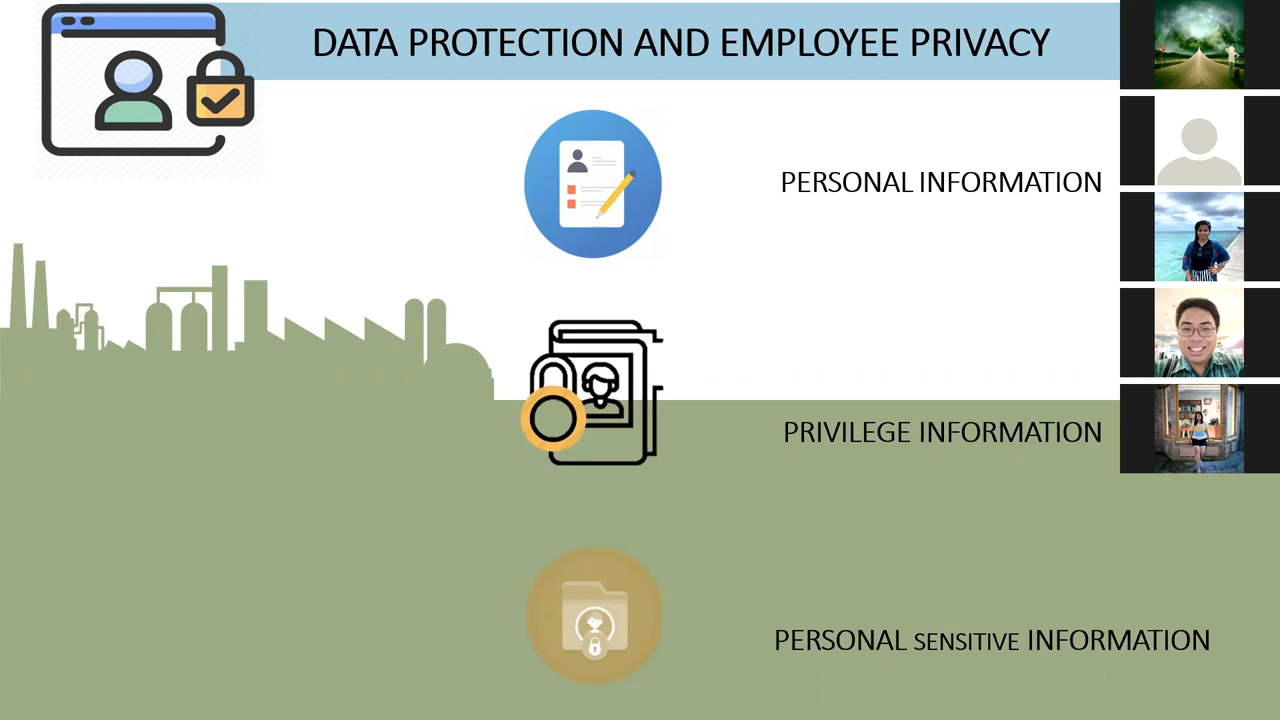 DATA PROTECTION AND EMPLOYEE PRIVACY
PERSONAL INFORMATION
PRIVILEGE INFORMATION
PERSONAL SENSITIVE INFORMATION